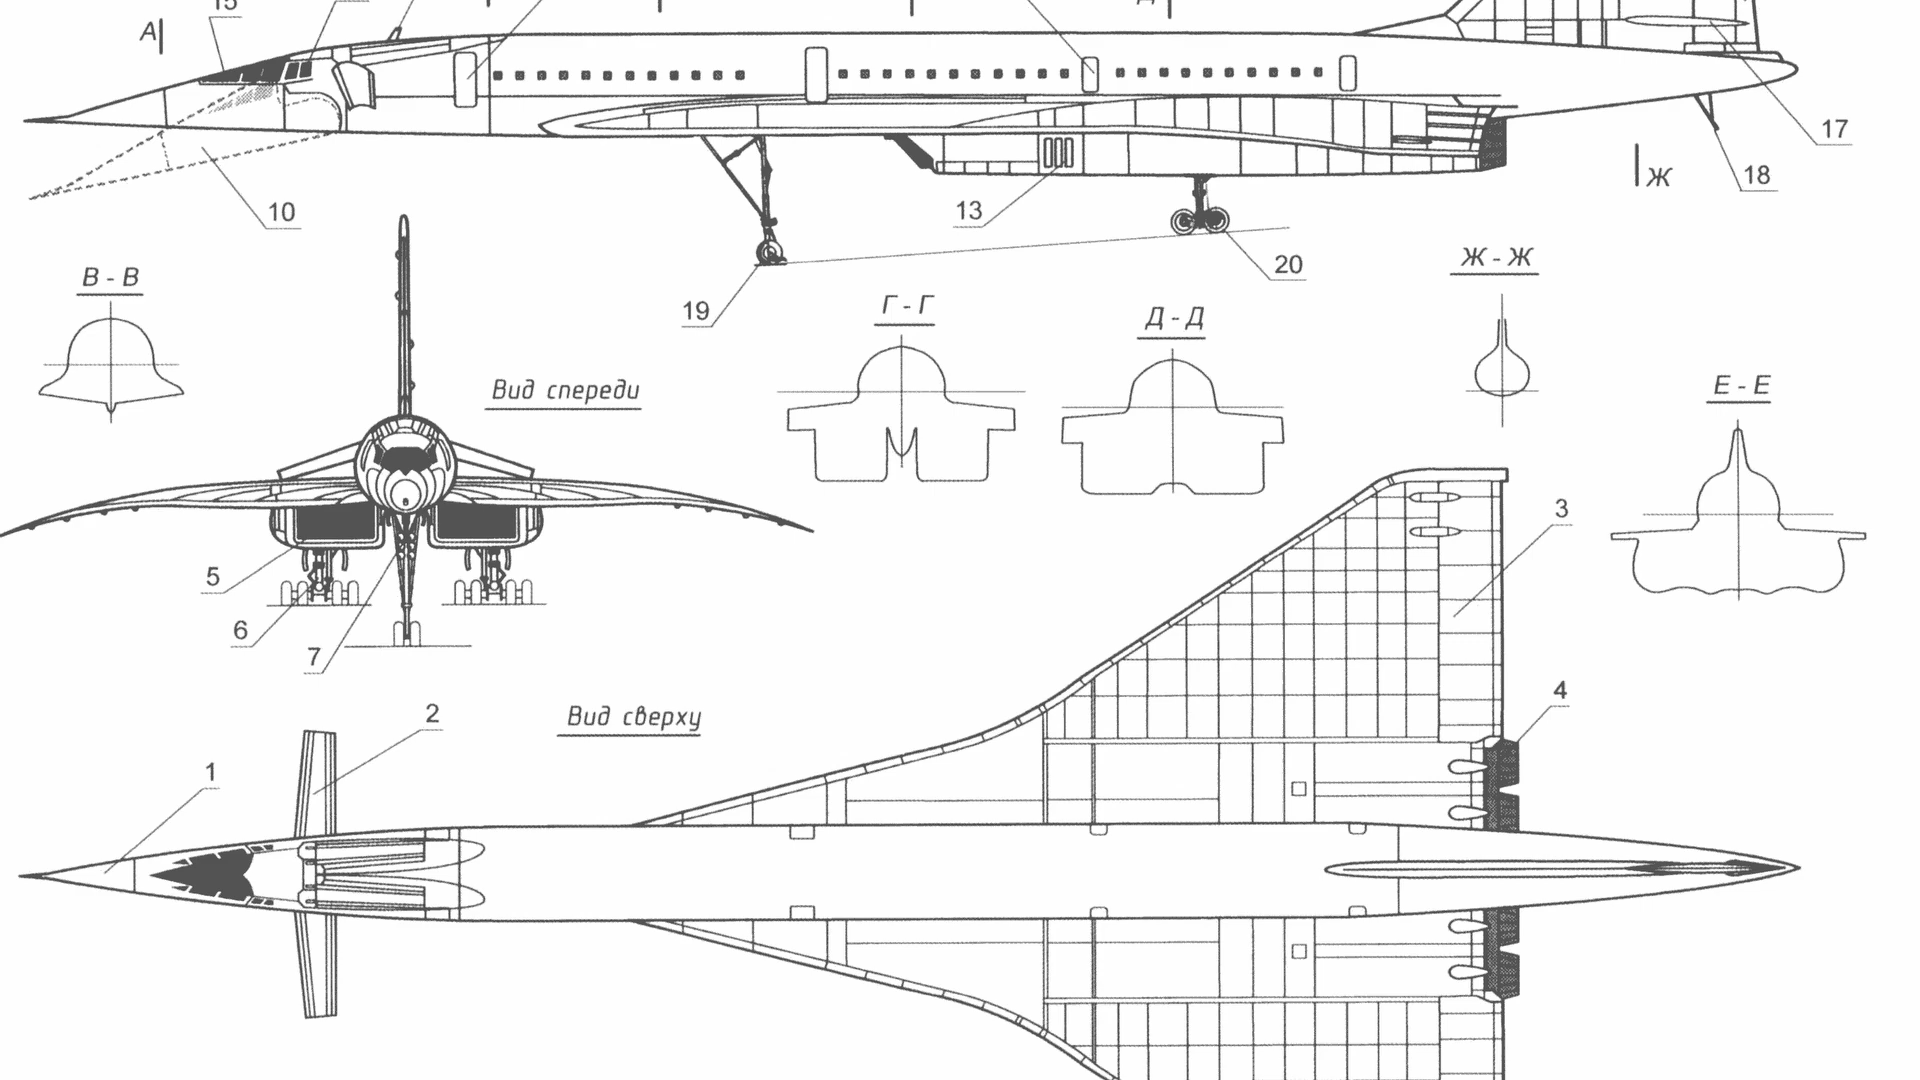 15
А
17
Ж
18
10
13
20
19
В - В
Г - Г
Д - Д
Ж - Ж
Е - Е
Вид спереди
3
5
6
7
4
2
Вид сверху
1